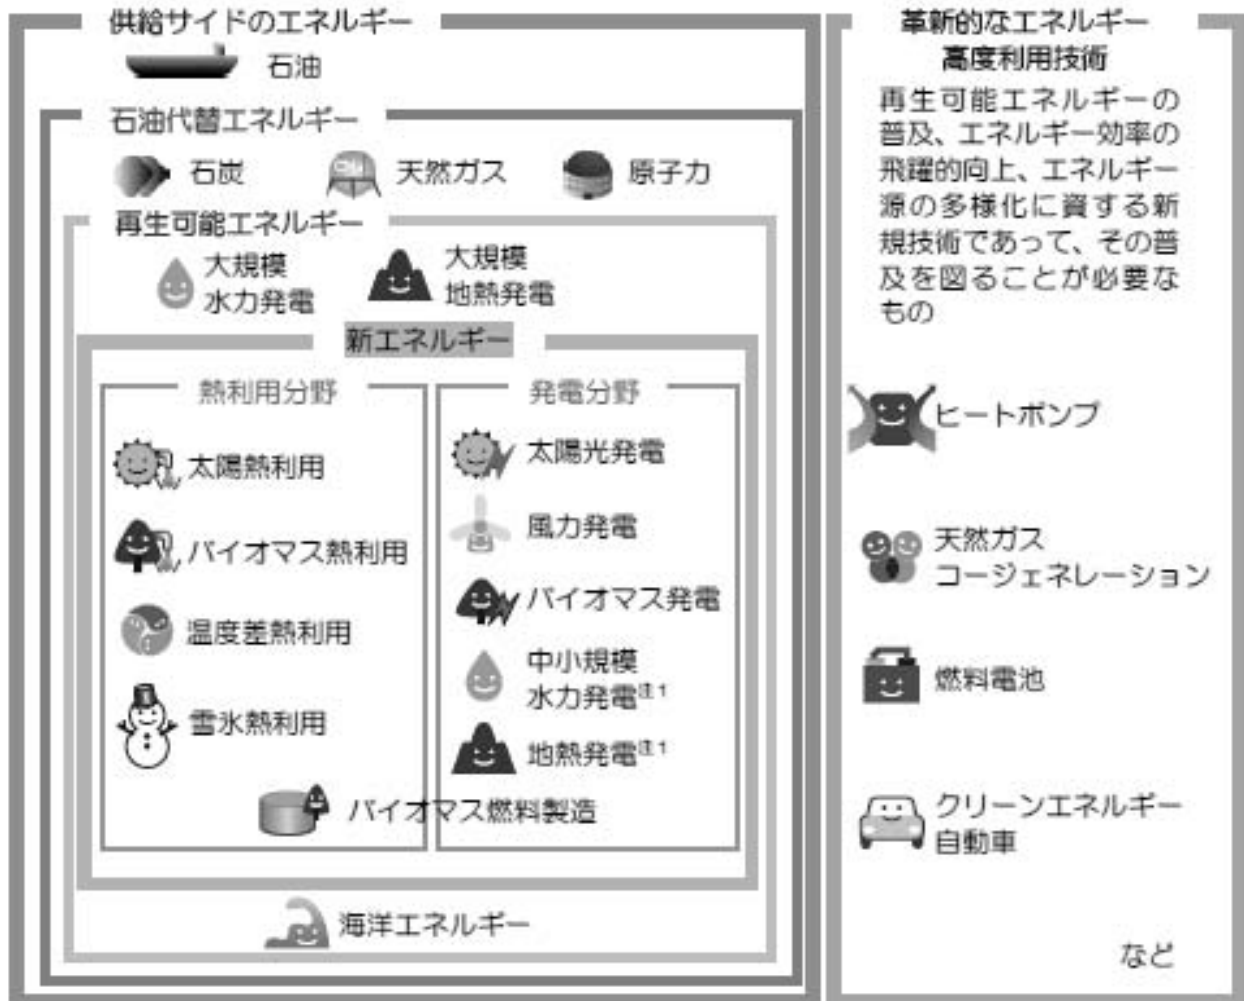 供給サイドのエネルギー
石油
石油代替エネルギー
石炭
天然ガス
原子力
再生可能エネルギー
大規模
水力発電
大規模
地熱発電
新エネルギー
熱利用分野
太陽熱利用
バイオマス熱利用
温度差熱利用
雪氷熱利用
発電分野
太陽光発電
風力発電
バイオマス発電
中小規模
水力発電注1
地熱発電注1
バイオマス燃料製造
海洋エネルギー
革新的なエネルギー
高度利用技術
再生可能エネルギーの
普及、エネルギー効率の
飛躍的向上、エネルギー
源の多様化に資する新
規技術であって、その普
及を図ることが必要な
もの
ヒートポンプ
天然ガス
コージェネレーション
燃料電池
クリーンエネルギー
自動車
など